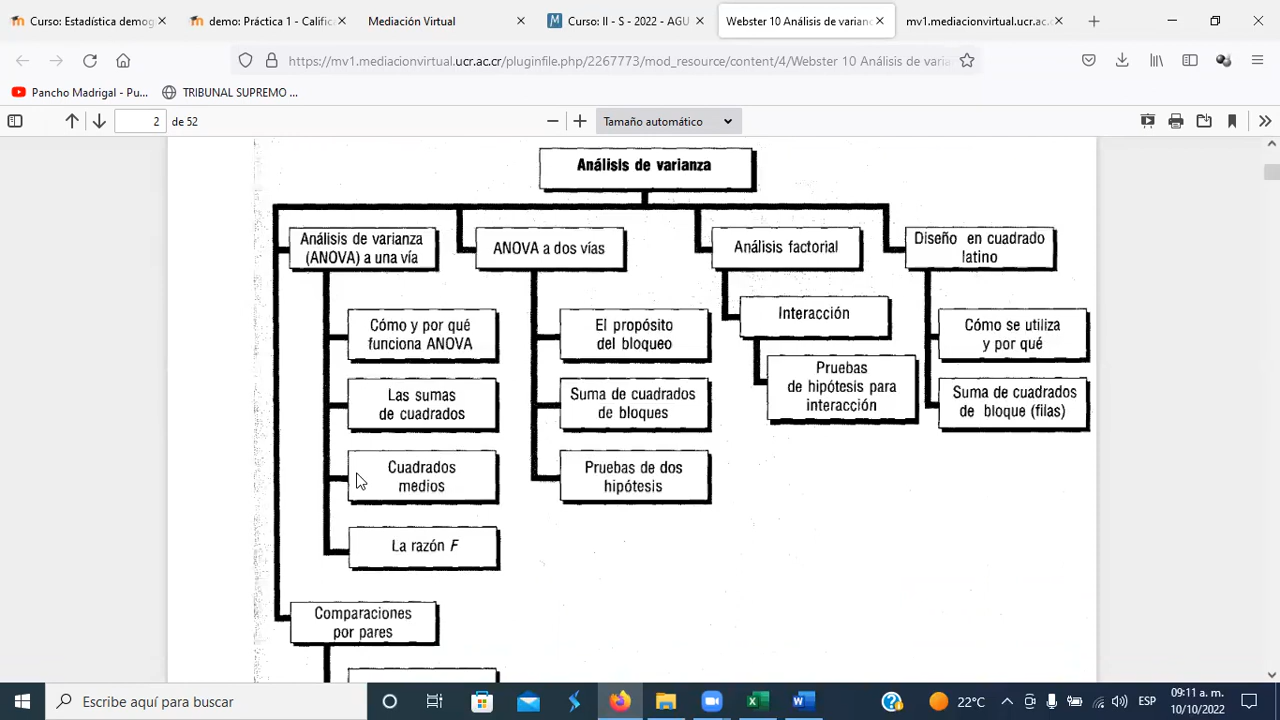 Curso: Estadística demog
demo: Práctica 1 - Califica
Mediación Virtual
Curso: II - S - 2022 - AGU
Webster 10 Análisis de varian
mv1.mediacionvirtual.ucr.ac.c
https://mv1.mediacionvirtual.ucr.ac.cr/pluginfile.php/2267773/mod_resource/content/4/Webster 10 Análisis de varia
Pancho Madrigal - Pu...
TRIBUNAL SUPREMO ...
2
de 52
Tamaño automático
Análisis de varianza
Análisis de varianza
(ANOVA) a una vía
ANOVA a dos vías
Análisis factorial
Diseño en cuadrado
latino
Cómo y por qué
funciona ANOVA
El propósito
del bloqueo
Interacción
Cómo se utiliza
y por qué
Las sumas
de cuadrados
Suma de cuadrados
de bloques
Pruebas
de hipótesis para
interacción
Suma de cuadrados
de bloque (filas)
Cuadrados
medios
Pruebas de dos
hipótesis
La razón F
Comparaciones
por pares
Escribe aquí para buscar
22°C
ESP
09:11 a. m.
10/10/2022